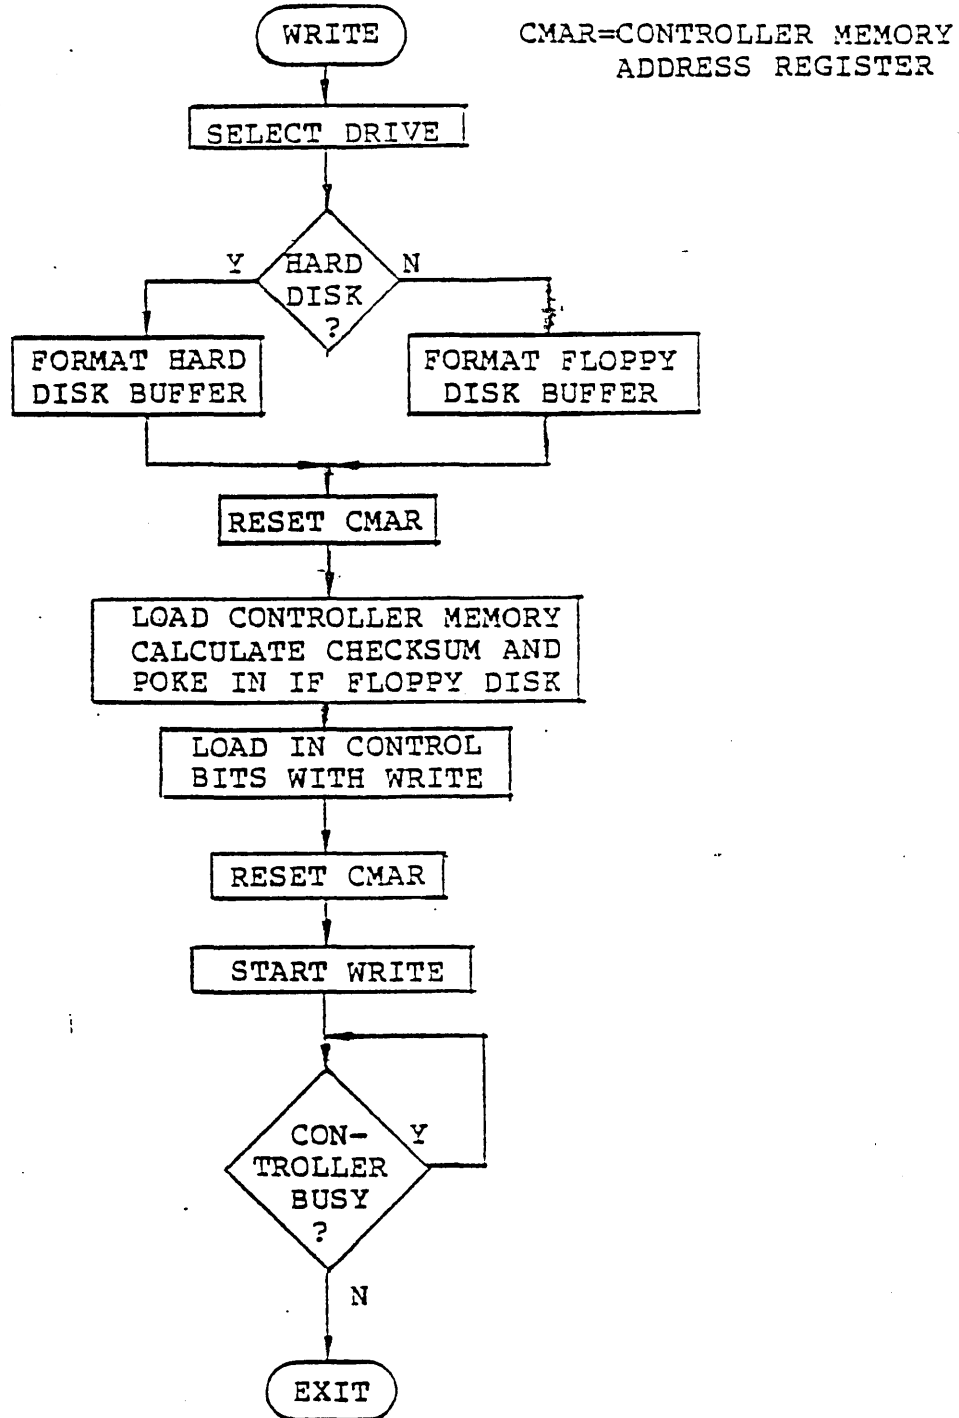 WRITE
CMAR=CONTROLLER MEMORY
ADDRESS REGISTER
SELECT DRIVE
Y
HARD
DISK
?
N
FORMAT HARD
DISK BUFFER
FORMAT FLOPPY
DISK BUFFER
RESET CMAR
LOAD CONTROLLER MEMORY
CALCULATE CHECKSUM AND
POKE IN IF FLOPPY DISK
LOAD IN CONTROL
BITS WITH WRITE
RESET CMAR
START WRITE
CON-
TROLLER
BUSY
?
Y
N
EXIT